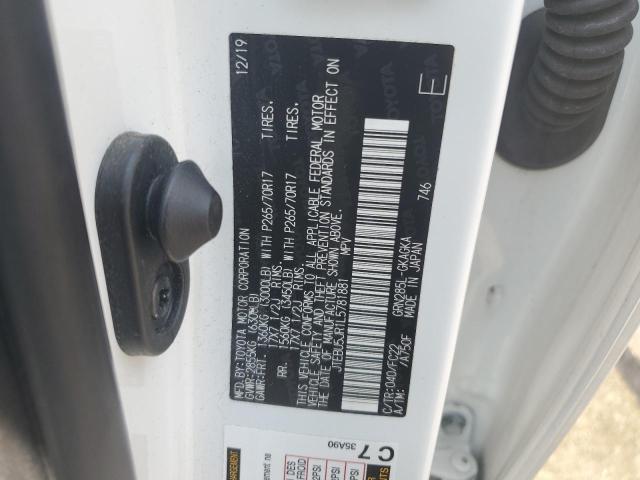 MFD.BY:TOYOTA MOTOR CORPORATION 12/19
GVWR:2855KG (6300LB)
GAWR:FRT. 1360KG (3000LB) WITH P265/70R17 TIRES.
17X7 1/2J RIMS.
RR. 1560KG (3450LB) WITH P265/70R17 TIRES.
17X7 1/2J RIMS.
THIS VEHICLE CONFORMS TO ALL APPLICABLE FEDERAL MOTOR
VEHICLE SAFETY AND THEFT PREVENTION STANDARDS IN EFFECT ON
THE DATE OF MANUFACTURE SHOWN ABOVE.
JTEBU5JR1L5781881 MPV
746 E
C/TR:040/FC22 GRN285L-GKAGKA
A/TM: /A750F MADE IN JAPAN
TOYOTA
C 7
35A90